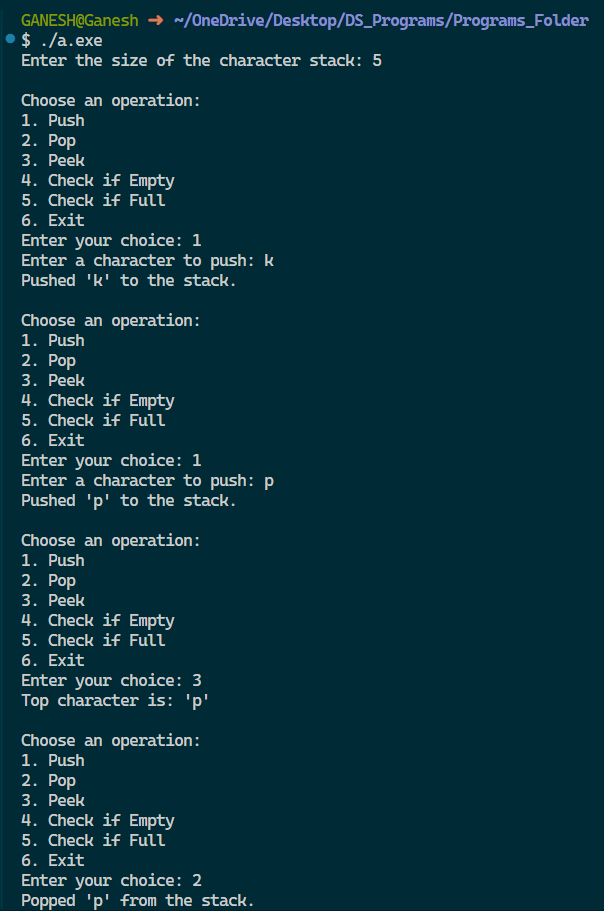 GANESH@Ganesh ➜ ~/OneDrive/Desktop/DS_Programs/Programs_Folder
$ ./a.exe
Enter the size of the character stack: 5

Choose an operation:
1. Push
2. Pop
3. Peek
4. Check if Empty
5. Check if Full
6. Exit
Enter your choice: 1
Enter a character to push: k
Pushed 'k' to the stack.

Choose an operation:
1. Push
2. Pop
3. Peek
4. Check if Empty
5. Check if Full
6. Exit
Enter your choice: 1
Enter a character to push: p
Pushed 'p' to the stack.

Choose an operation:
1. Push
2. Pop
3. Peek
4. Check if Empty
5. Check if Full
6. Exit
Enter your choice: 3
Top character is: 'p'

Choose an operation:
1. Push
2. Pop
3. Peek
4. Check if Empty
5. Check if Full
6. Exit
Enter your choice: 2
Popped 'p' from the stack.